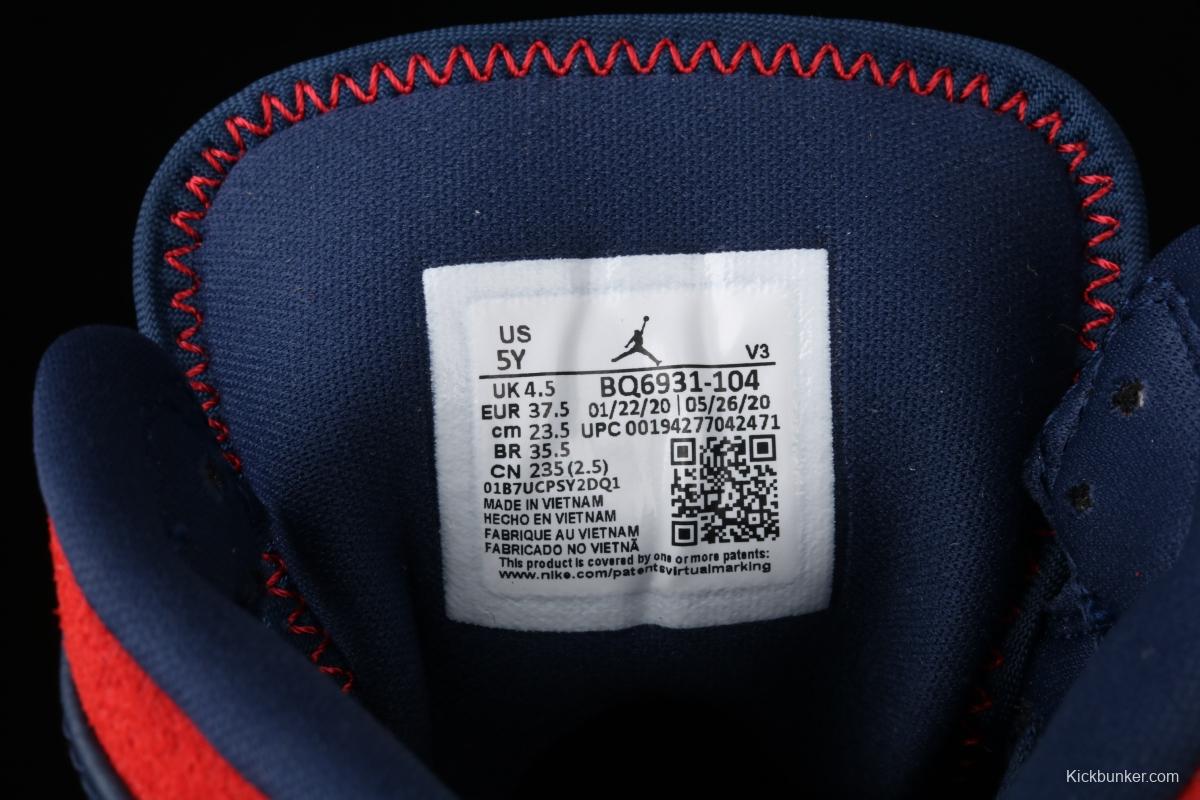 US
5Y
V3
UK 4.5
BQ6931-104
EUR 37.5
01/22/20 | 05/26/20
cm 23.5
UPC 00194277042471
BR 35.5
CN 235 (2.5)
01B7UCPSY2DQ1
MADE IN VIETNAM
HECHO EN VIETNAM
FABRIQUE AU VIETNAM
FABRICADO NO VIETNÃ
This product is covered by one or more patents:
www.nike.com/patentsvirtualmarking
Kickbunker.com